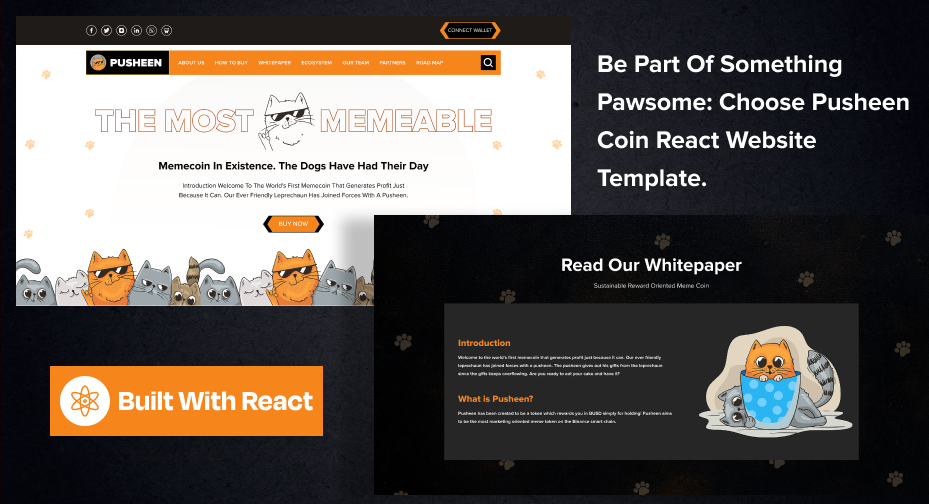 CONNECT WALLET
PUSHEEN
ABOUT US
HOW TO BUY
WHITEPAPER
ECOSYSTEM
OUR TEAM
PARTNERS
ROAD MAP
THE MOST MEMEABLE
Memecoin In Existence. The Dogs Have Had Their Day
Introduction Welcome To The World's First Memecoin That Generates Profit Just
Because It Can. Our Ever Friendly Leprechaun Has Joined Forces With A Pusheen.
BUY NOW
Be Part Of Something
Pawsome: Choose Pusheen
Coin React Website
Template.
Read Our Whitepaper
Sustainable Reward Oriented Meme Coin
Introduction
Welcome to the world's first memecoin that generates profit just because it can. Our ever friendly
leprechaun has joined forces with a pusheen. The pusheen gives out his gifts from the leprechaun
since the gifts keeps overflowing. Are you ready to eat your cake and have it?
What is Pusheen?
Pusheen has been created to be a token which rewards you in BUSD simply for holding! Pusheen aims
to be the most marketing oriented meme token on the Binance smart chain.
Built With React